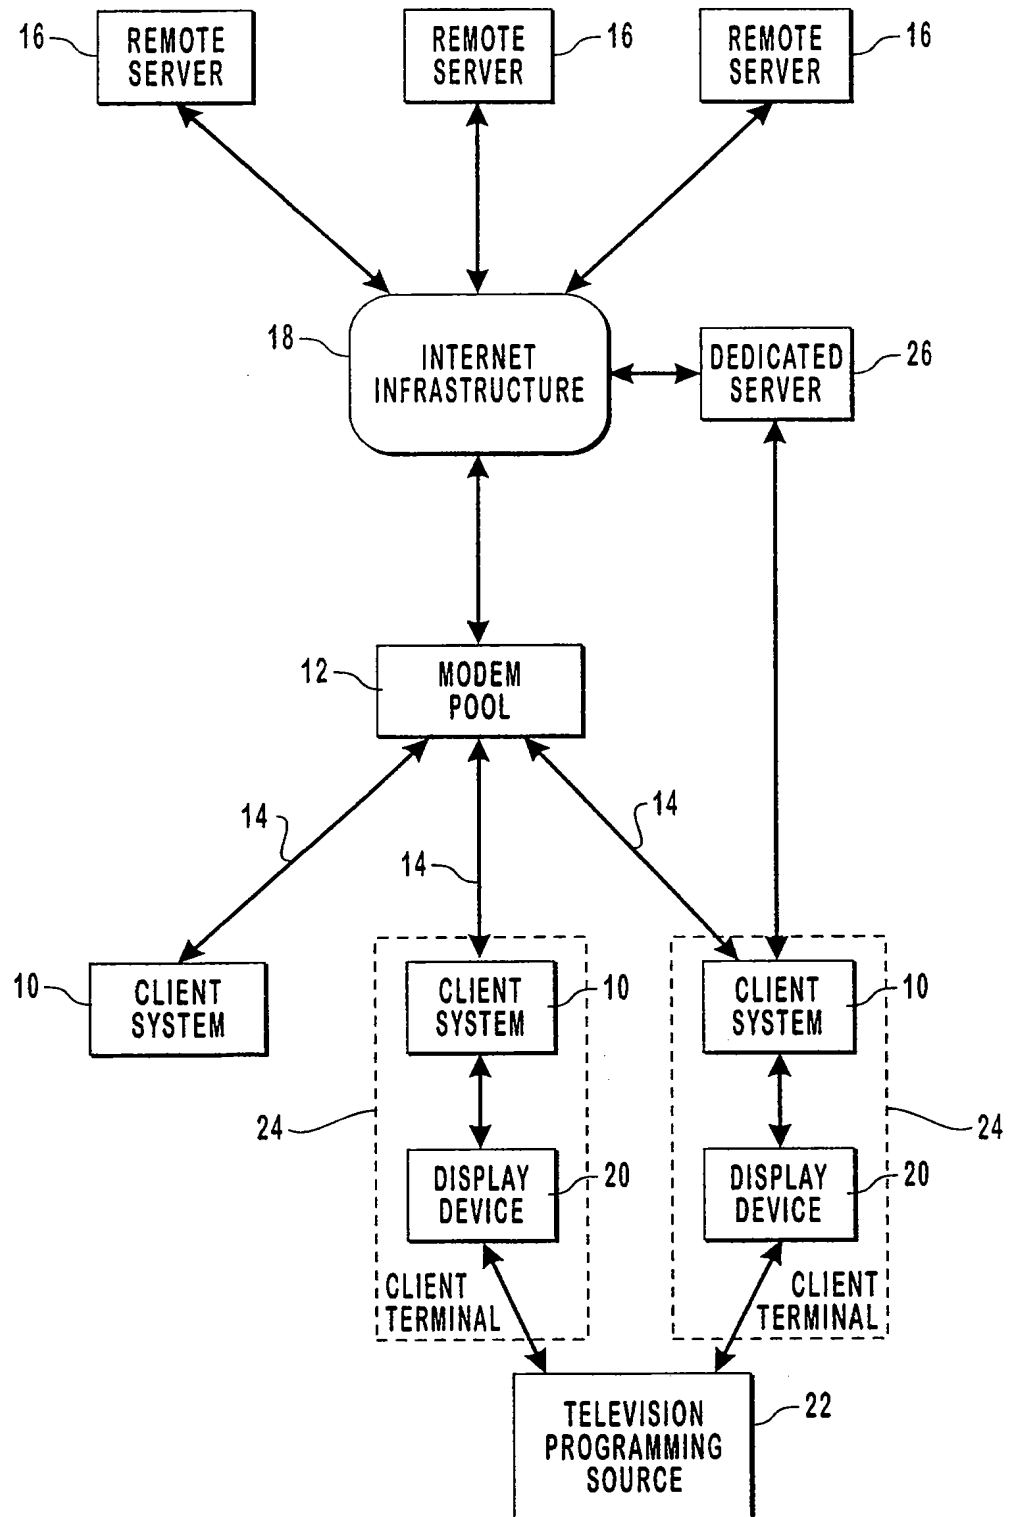 16
REMOTE
SERVER
REMOTE
SERVER
16
REMOTE
SERVER
16
18
INTERNET
INFRASTRUCTURE
DEDICATED
SERVER
26
12
MODEM
POOL
14
14
14
10
CLIENT
SYSTEM
CLIENT
SYSTEM
10
CLIENT
SYSTEM
10
24
24
DISPLAY
DEVICE
20
DISPLAY
DEVICE
20
CLIENT
TERMINAL
CLIENT
TERMINAL
TELEVISION
PROGRAMMING
SOURCE
22